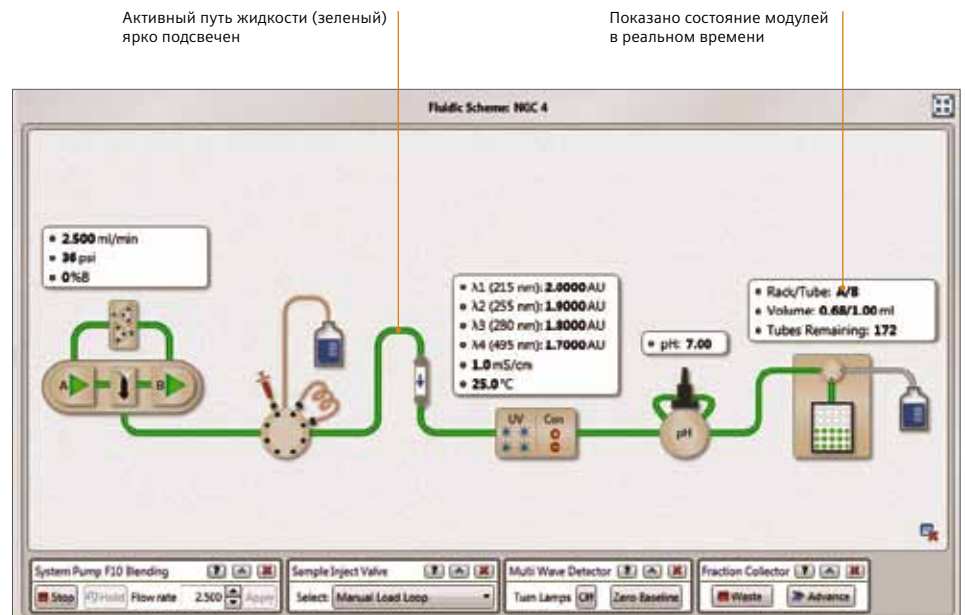 Активный путь жидкости (зеленый)
ярко подсвечен
Показано состояние модулей
в реальном времени
Fluidic Scheme: NGC 4
2.500 ml/min
36 psi
0%B
λ1 (215 nm): 2.0000 AU
λ2 (255 nm): 1.9000 AU
λ3 (280 nm): 1.8000 AU
λ4 (495 nm): 1.7000 AU
1.0 mS/cm
25.0 °C
pH: 7.00
Rack/Tube: A/8
Volume: 0.68/1.00 ml
Tubes Remaining: 172
A
B
UV Con
pH
System Pump F10 Blending
Stop Hold Flow rate 2.500 Apply
Sample Inject Valve
Select: Manual Load Loop
Multi Wave Detector
Turn Lamps Off Zero Baseline
Fraction Collector
Waste Advance